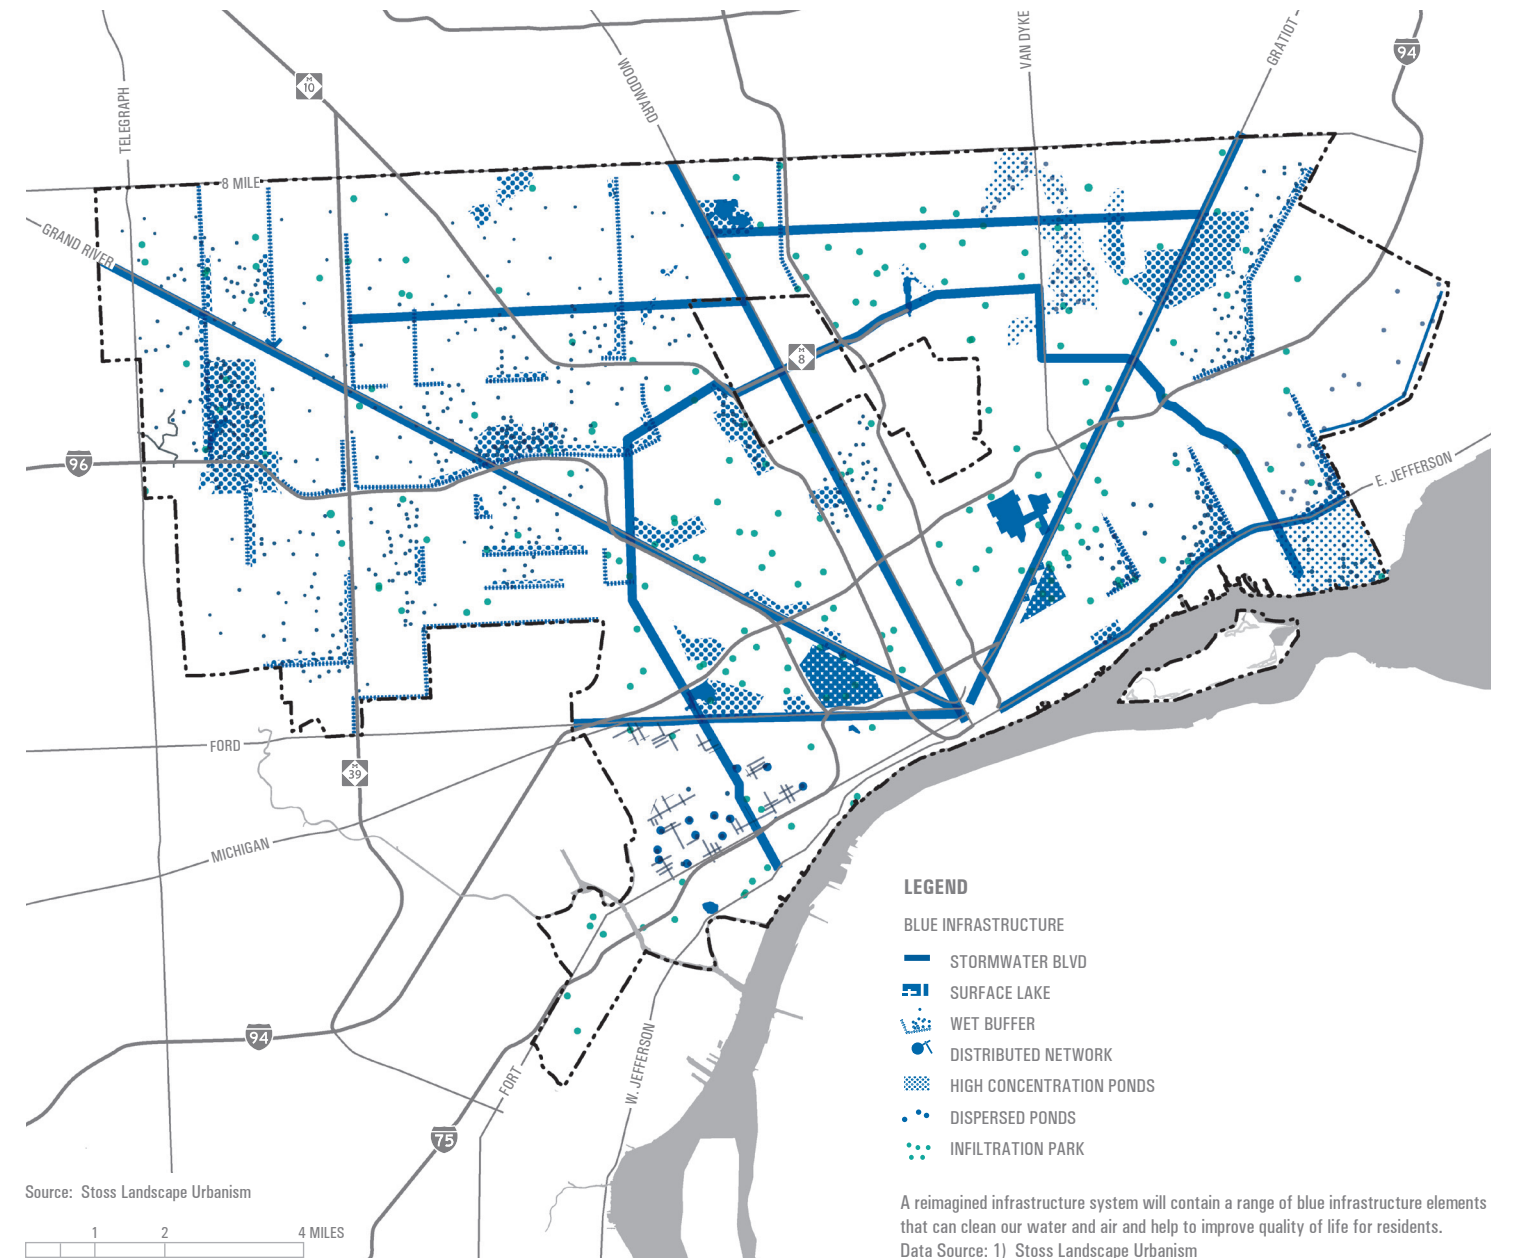 VAN DYKE
GRATIOT
94
WOODWARD
M
10
TELEGRAPH
8 MILE
GRAND RIVER
M
8
96
E. JEFFERSON
FORD
M
39
MICHIGAN
94
FORT
W. JEFFERSON
75
LEGEND
BLUE INFRASTRUCTURE
STORMWATER BLVD
SURFACE LAKE
WET BUFFER
DISTRIBUTED NETWORK
HIGH CONCENTRATION PONDS
DISPERSED PONDS
INFILTRATION PARK
Source: Stoss Landscape Urbanism
1 2 4 MILES
A reimagined infrastructure system will contain a range of blue infrastructure elements
that can clean our water and air and help to improve quality of life for residents.
Data Source: 1) Stoss Landscape Urbanism